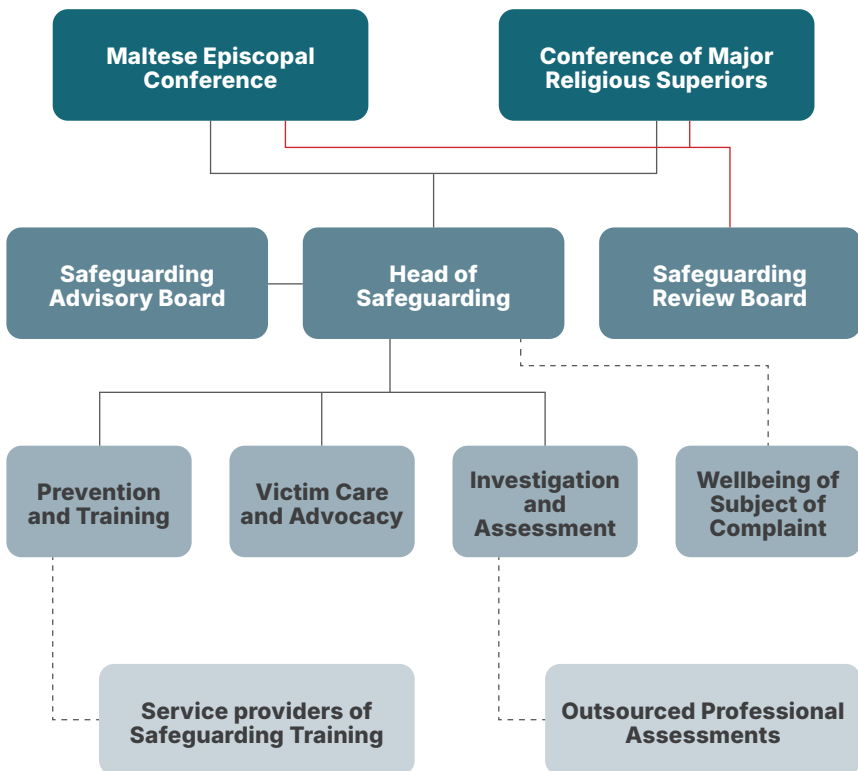 Maltese Episcopal
Conference
Conference of Major
Religious Superiors
Safeguarding
Advisory Board
Head of
Safeguarding
Safeguarding
Review Board
Prevention
and Training
Victim Care
and Advocacy
Investigation
and
Assessment
Wellbeing of
Subject of
Complaint
Service providers of
Safeguarding Training
Outsourced Professional
Assessments